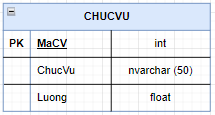 CHUCVU
PK MaCV int
ChucVu nvarchar (50)
Luong float